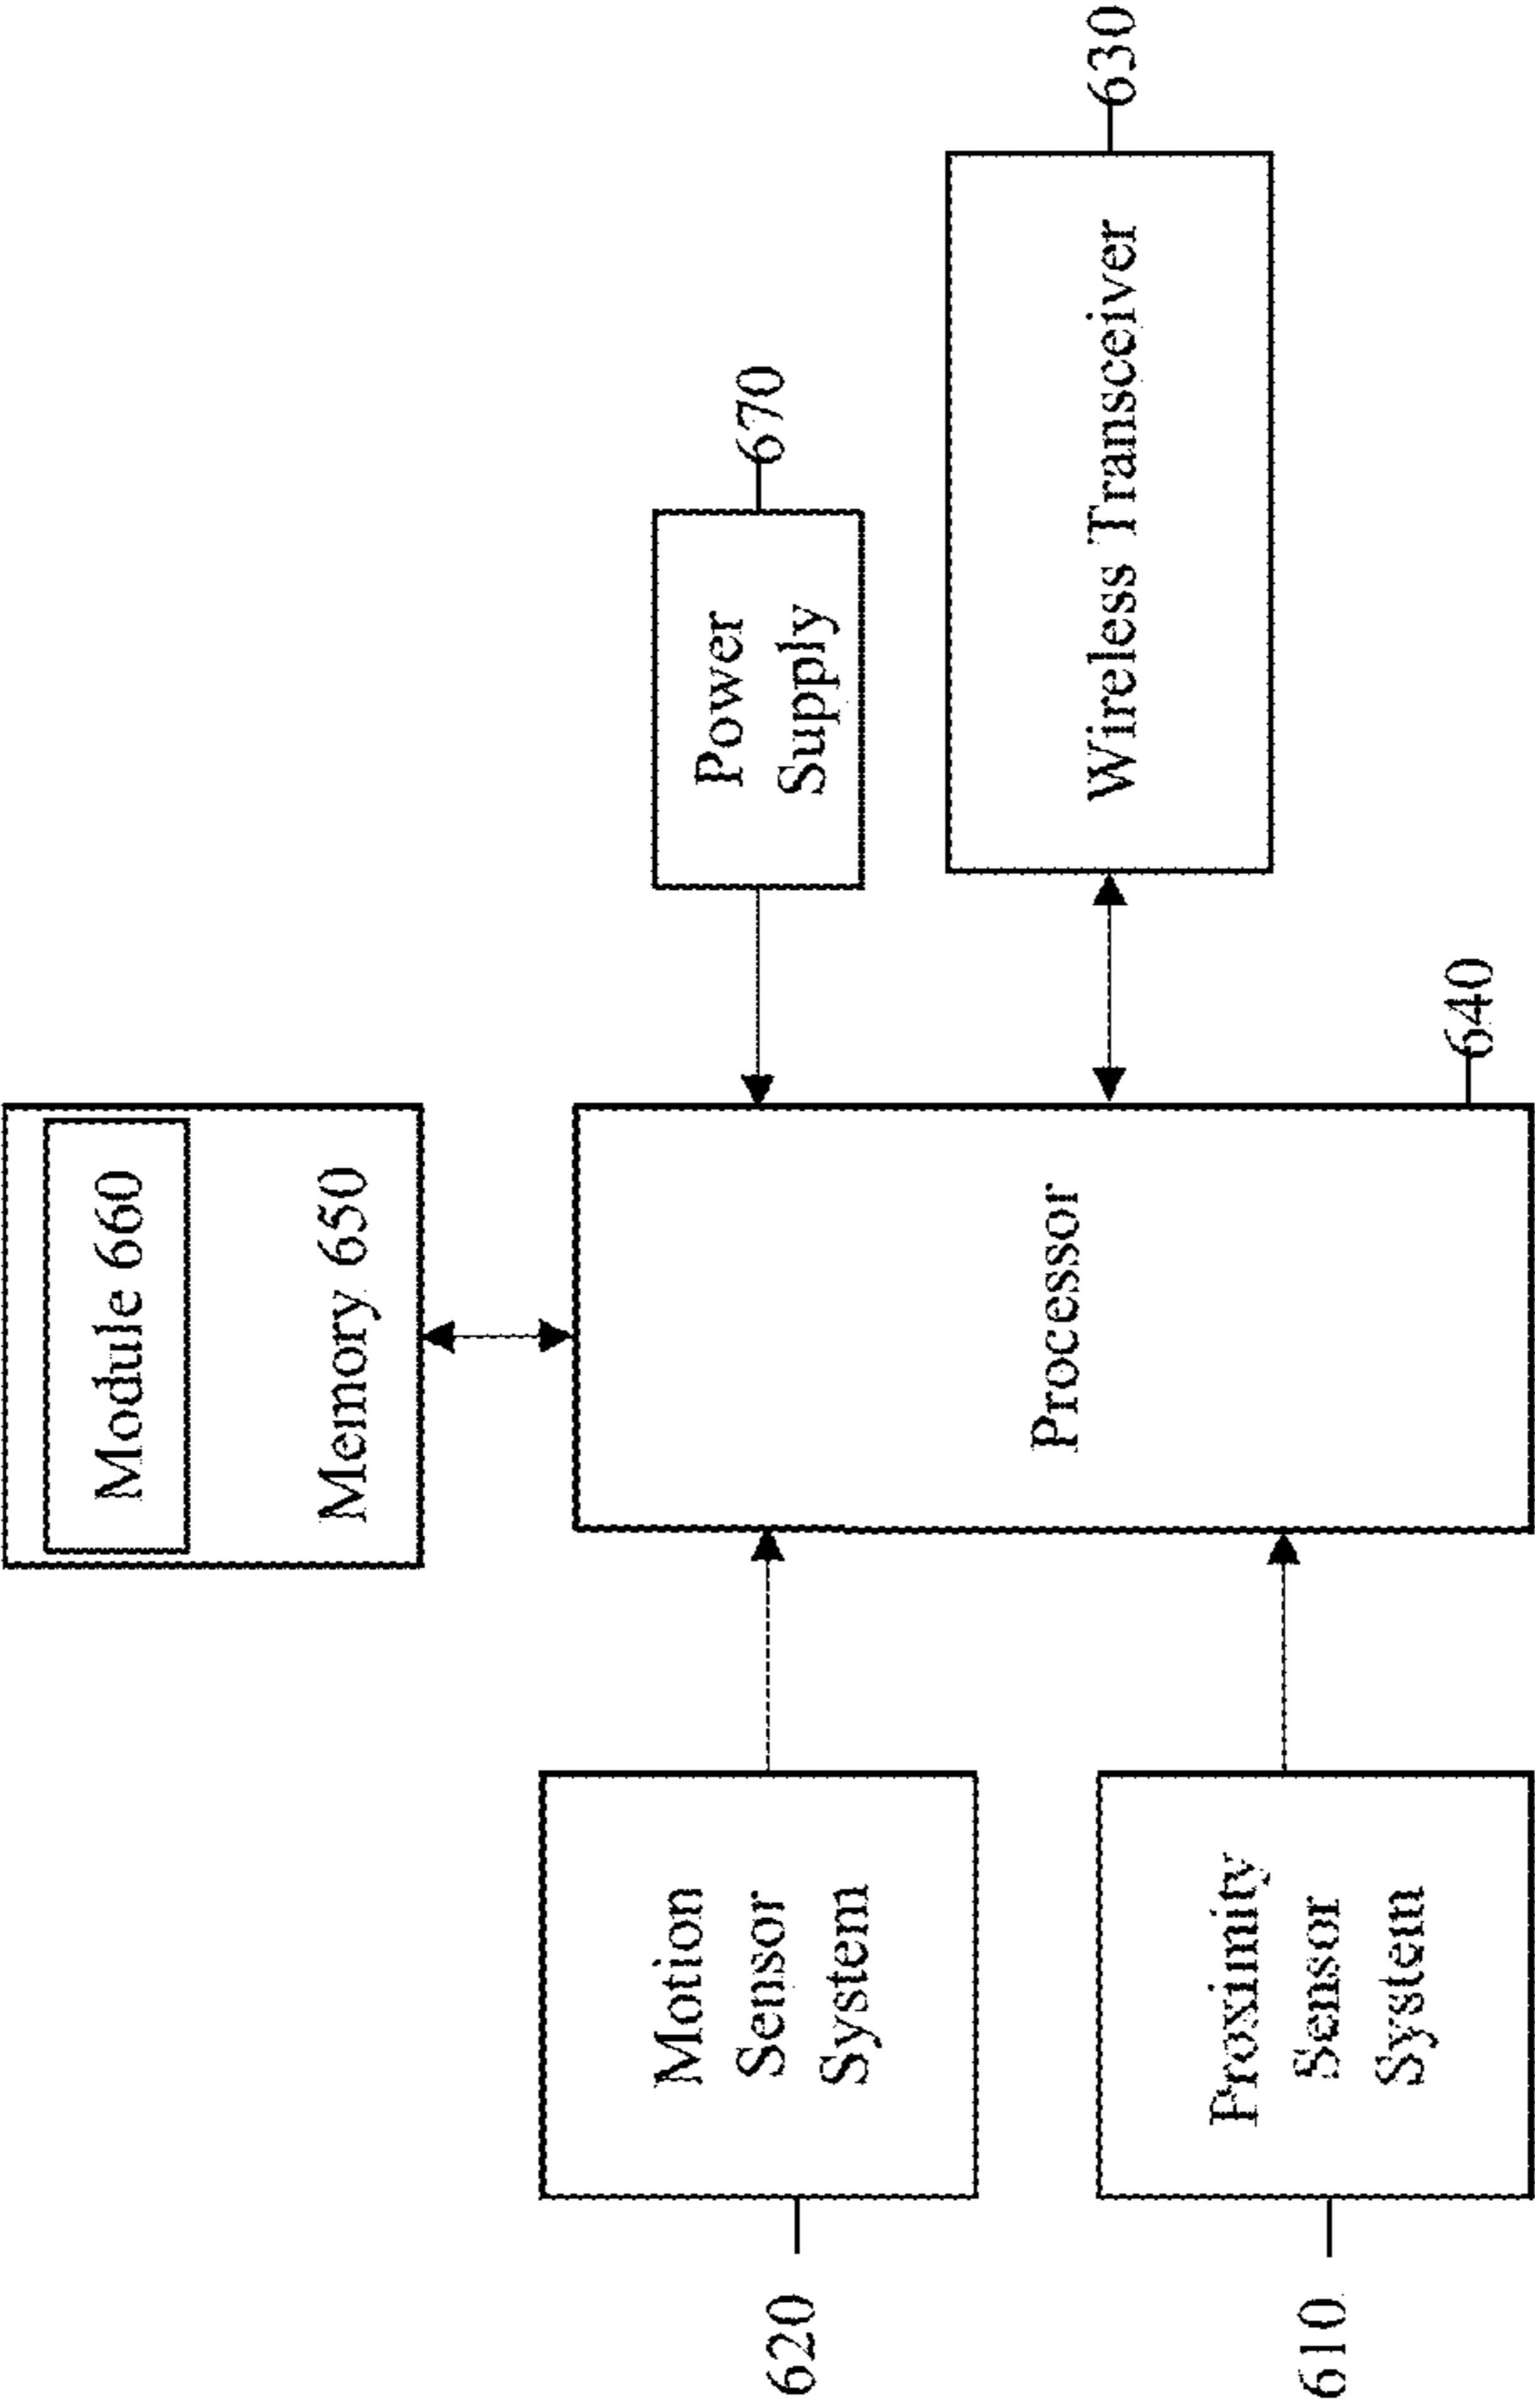 Module 660
Memory 650
620
Motion
Sensor
System
Processor
Power
Supply
670
Wireless Transceiver
630
610
Proximity
Sensor
System
640